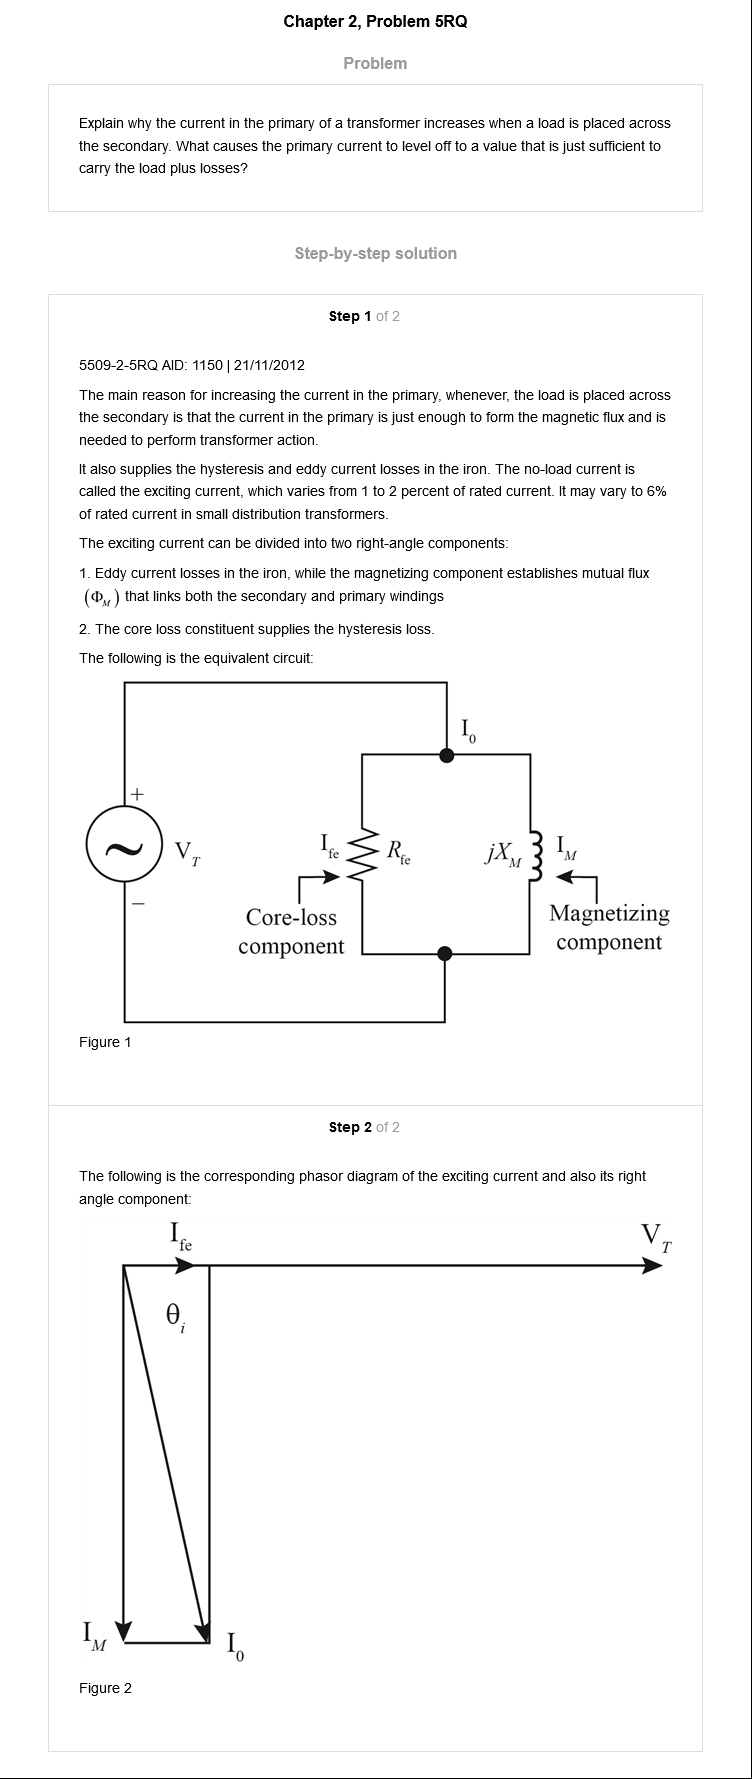 Chapter 2, Problem 5RQ
Problem
Explain why the current in the primary of a transformer increases when a load is placed across
the secondary. What causes the primary current to level off to a value that is just sufficient to
carry the load plus losses?
Step-by-step solution
Step 1 of 2
5509-2-5RQ AID: 1150 | 21/11/2012
The main reason for increasing the current in the primary, whenever, the load is placed across
the secondary is that the current in the primary is just enough to form the magnetic flux and is
needed to perform transformer action.
It also supplies the hysteresis and eddy current losses in the iron. The no-load current is
called the exciting current, which varies from 1 to 2 percent of rated current. It may vary to 6%
of rated current in small distribution transformers.
The exciting current can be divided into two right-angle components:
1. Eddy current losses in the iron, while the magnetizing component establishes mutual flux
(Φ_M) that links both the secondary and primary windings
2. The core loss constituent supplies the hysteresis loss.
The following is the equivalent circuit:
I_0
+
V_T
I_fe
R_fe
jX_M
I_M
−
Core-loss
component
Magnetizing
component
Figure 1
Step 2 of 2
The following is the corresponding phasor diagram of the exciting current and also its right
angle component:
I_fe
V_T
θ_i
I_M
I_0
Figure 2